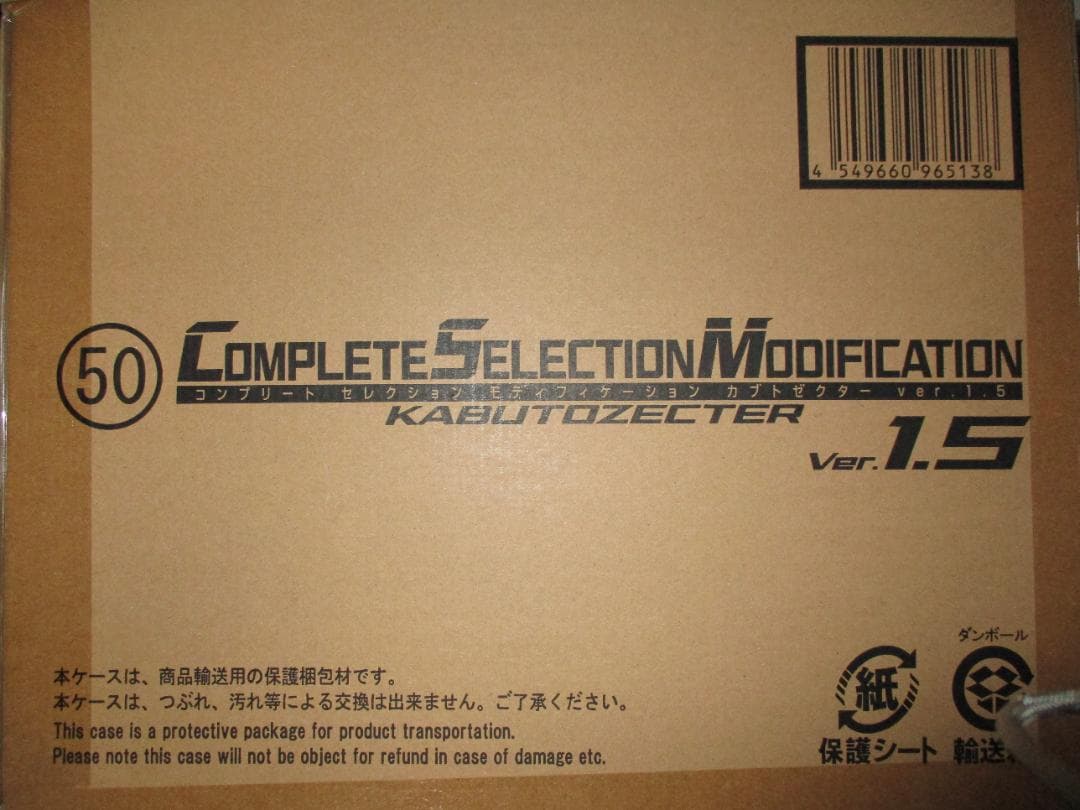 4 549660 965138
50
COMPLETE SELECTION MODIFICATION
コンプリート セレクション モディフィケーション カブトゼクター ver.1.5
KABUTOZECTER
Ver.1.5
本ケースは、商品輸送用の保護梱包材です。
本ケースは、つぶれ、汚れ等による交換は出来ません。ご了承ください。
This case is a protective package for product transportation.
Please note this case will not be object for refund in case of damage etc.
紙
保護シート
ダンボール
輸送